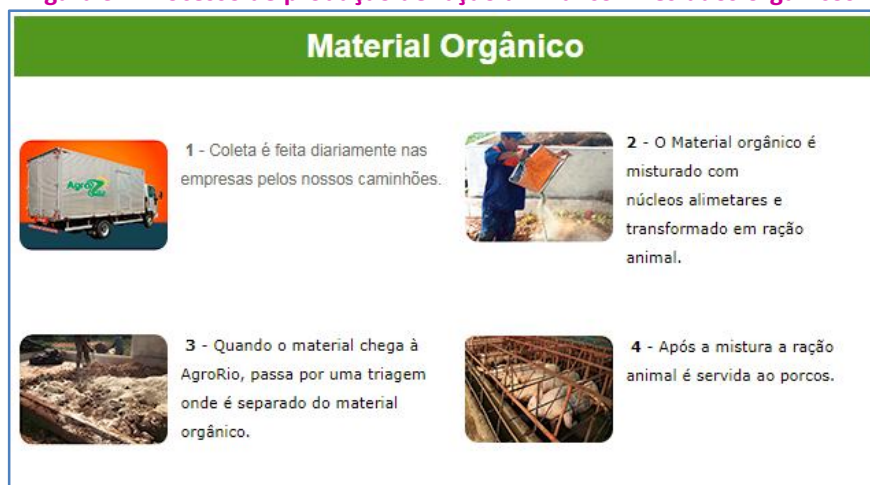 Material Orgânico
1 - Coleta é feita diariamente nas
empresas pelos nossos caminhões.
2 - O Material orgânico é
misturado com
núcleos alimetares e
transformado em ração
animal.
3 - Quando o material chega à
AgroRio, passa por uma triagem
onde é separado do material
orgânico.
4 - Após a mistura a ração
animal é servida ao porcos.